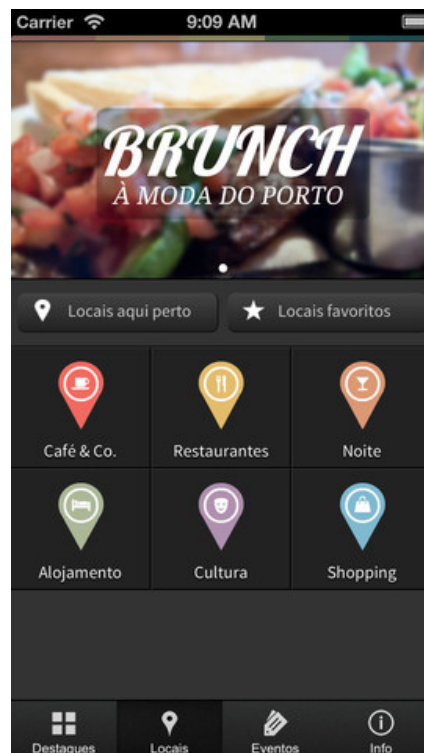 Carrier 9:09 AM
BRUNCH
À MODA DO PORTO
Locais aqui perto
Locais favoritos
Café & Co.
Restaurantes
Noite
Alojamento
Cultura
Shopping
Destaques
Locais
Eventos
Info